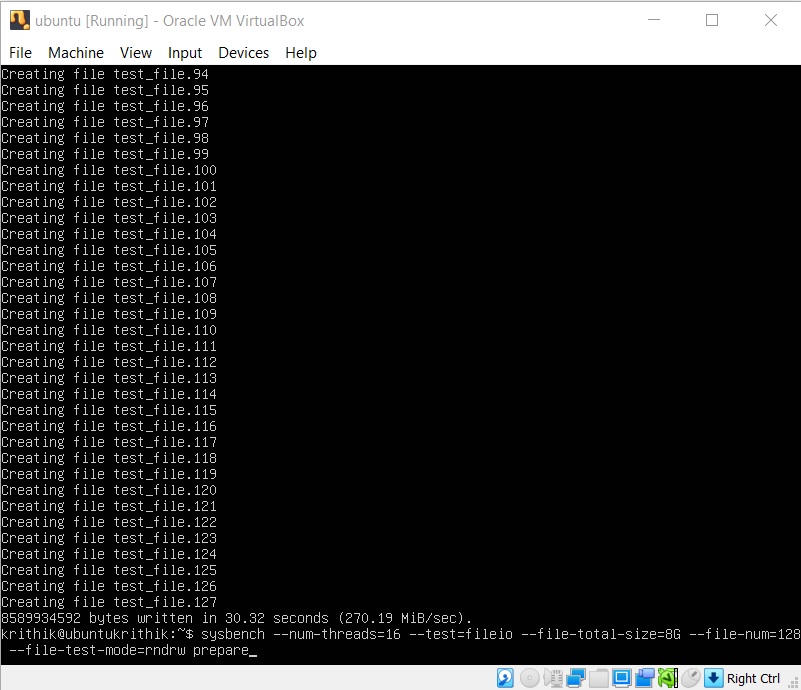 ubuntu [Running] - Oracle VM VirtualBox
File Machine View Input Devices Help
Creating file test_file.94
Creating file test_file.95
Creating file test_file.96
Creating file test_file.97
Creating file test_file.98
Creating file test_file.99
Creating file test_file.100
Creating file test_file.101
Creating file test_file.102
Creating file test_file.103
Creating file test_file.104
Creating file test_file.105
Creating file test_file.106
Creating file test_file.107
Creating file test_file.108
Creating file test_file.109
Creating file test_file.110
Creating file test_file.111
Creating file test_file.112
Creating file test_file.113
Creating file test_file.114
Creating file test_file.115
Creating file test_file.116
Creating file test_file.117
Creating file test_file.118
Creating file test_file.119
Creating file test_file.120
Creating file test_file.121
Creating file test_file.122
Creating file test_file.123
Creating file test_file.124
Creating file test_file.125
Creating file test_file.126
Creating file test_file.127
8589934592 bytes written in 30.32 seconds (270.19 MiB/sec).
krithik@ubuntukrithik:~$ sysbench --num-threads=16 --test=fileio --file-total-size=8G --file-num=128
--file-test-mode=rndrw prepare_
Right Ctrl